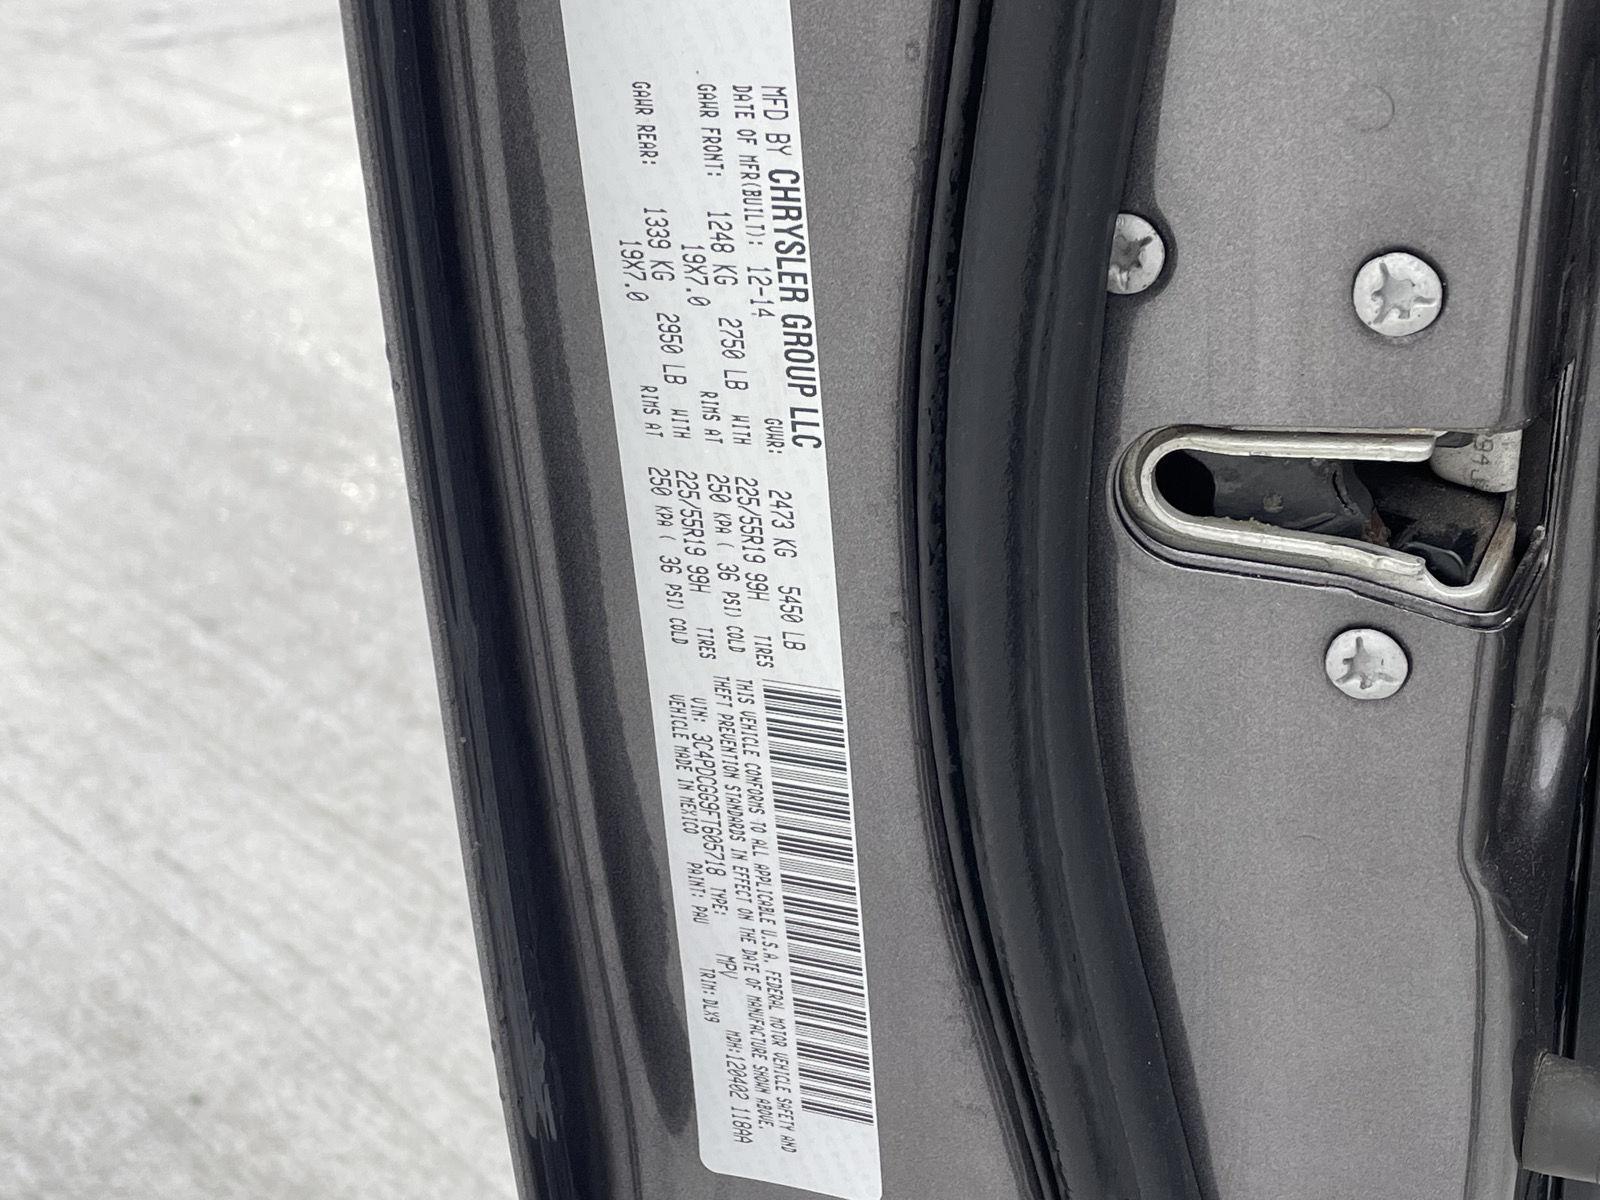 MFD BY CHRYSLER GROUP LLC
DATE OF MFR(BUILT): 12-14 GVWR: 2473 KG 5450 LB
GAWR FRONT: 1248 KG 2750 LB WITH 225/55R19 99H TIRES
19X7.0 RIMS AT 250 KPA ( 36 PSI) COLD
GAWR REAR: 1339 KG 2950 LB WITH 225/55R19 99H TIRES
19X7.0 RIMS AT 250 KPA ( 36 PSI) COLD
THIS VEHICLE CONFORMS TO ALL APPLICABLE U.S.A. FEDERAL MOTOR VEHICLE SAFETY AND
THEFT PREVENTION STANDARDS IN EFFECT ON THE DATE OF MANUFACTURE SHOWN ABOVE.
VIN: 3C4PDCGG9FT605718 TYPE: MPV MDH: 120402 118AA
VEHICLE MADE IN MEXICO PAINT: PAU TRIM: DLX9